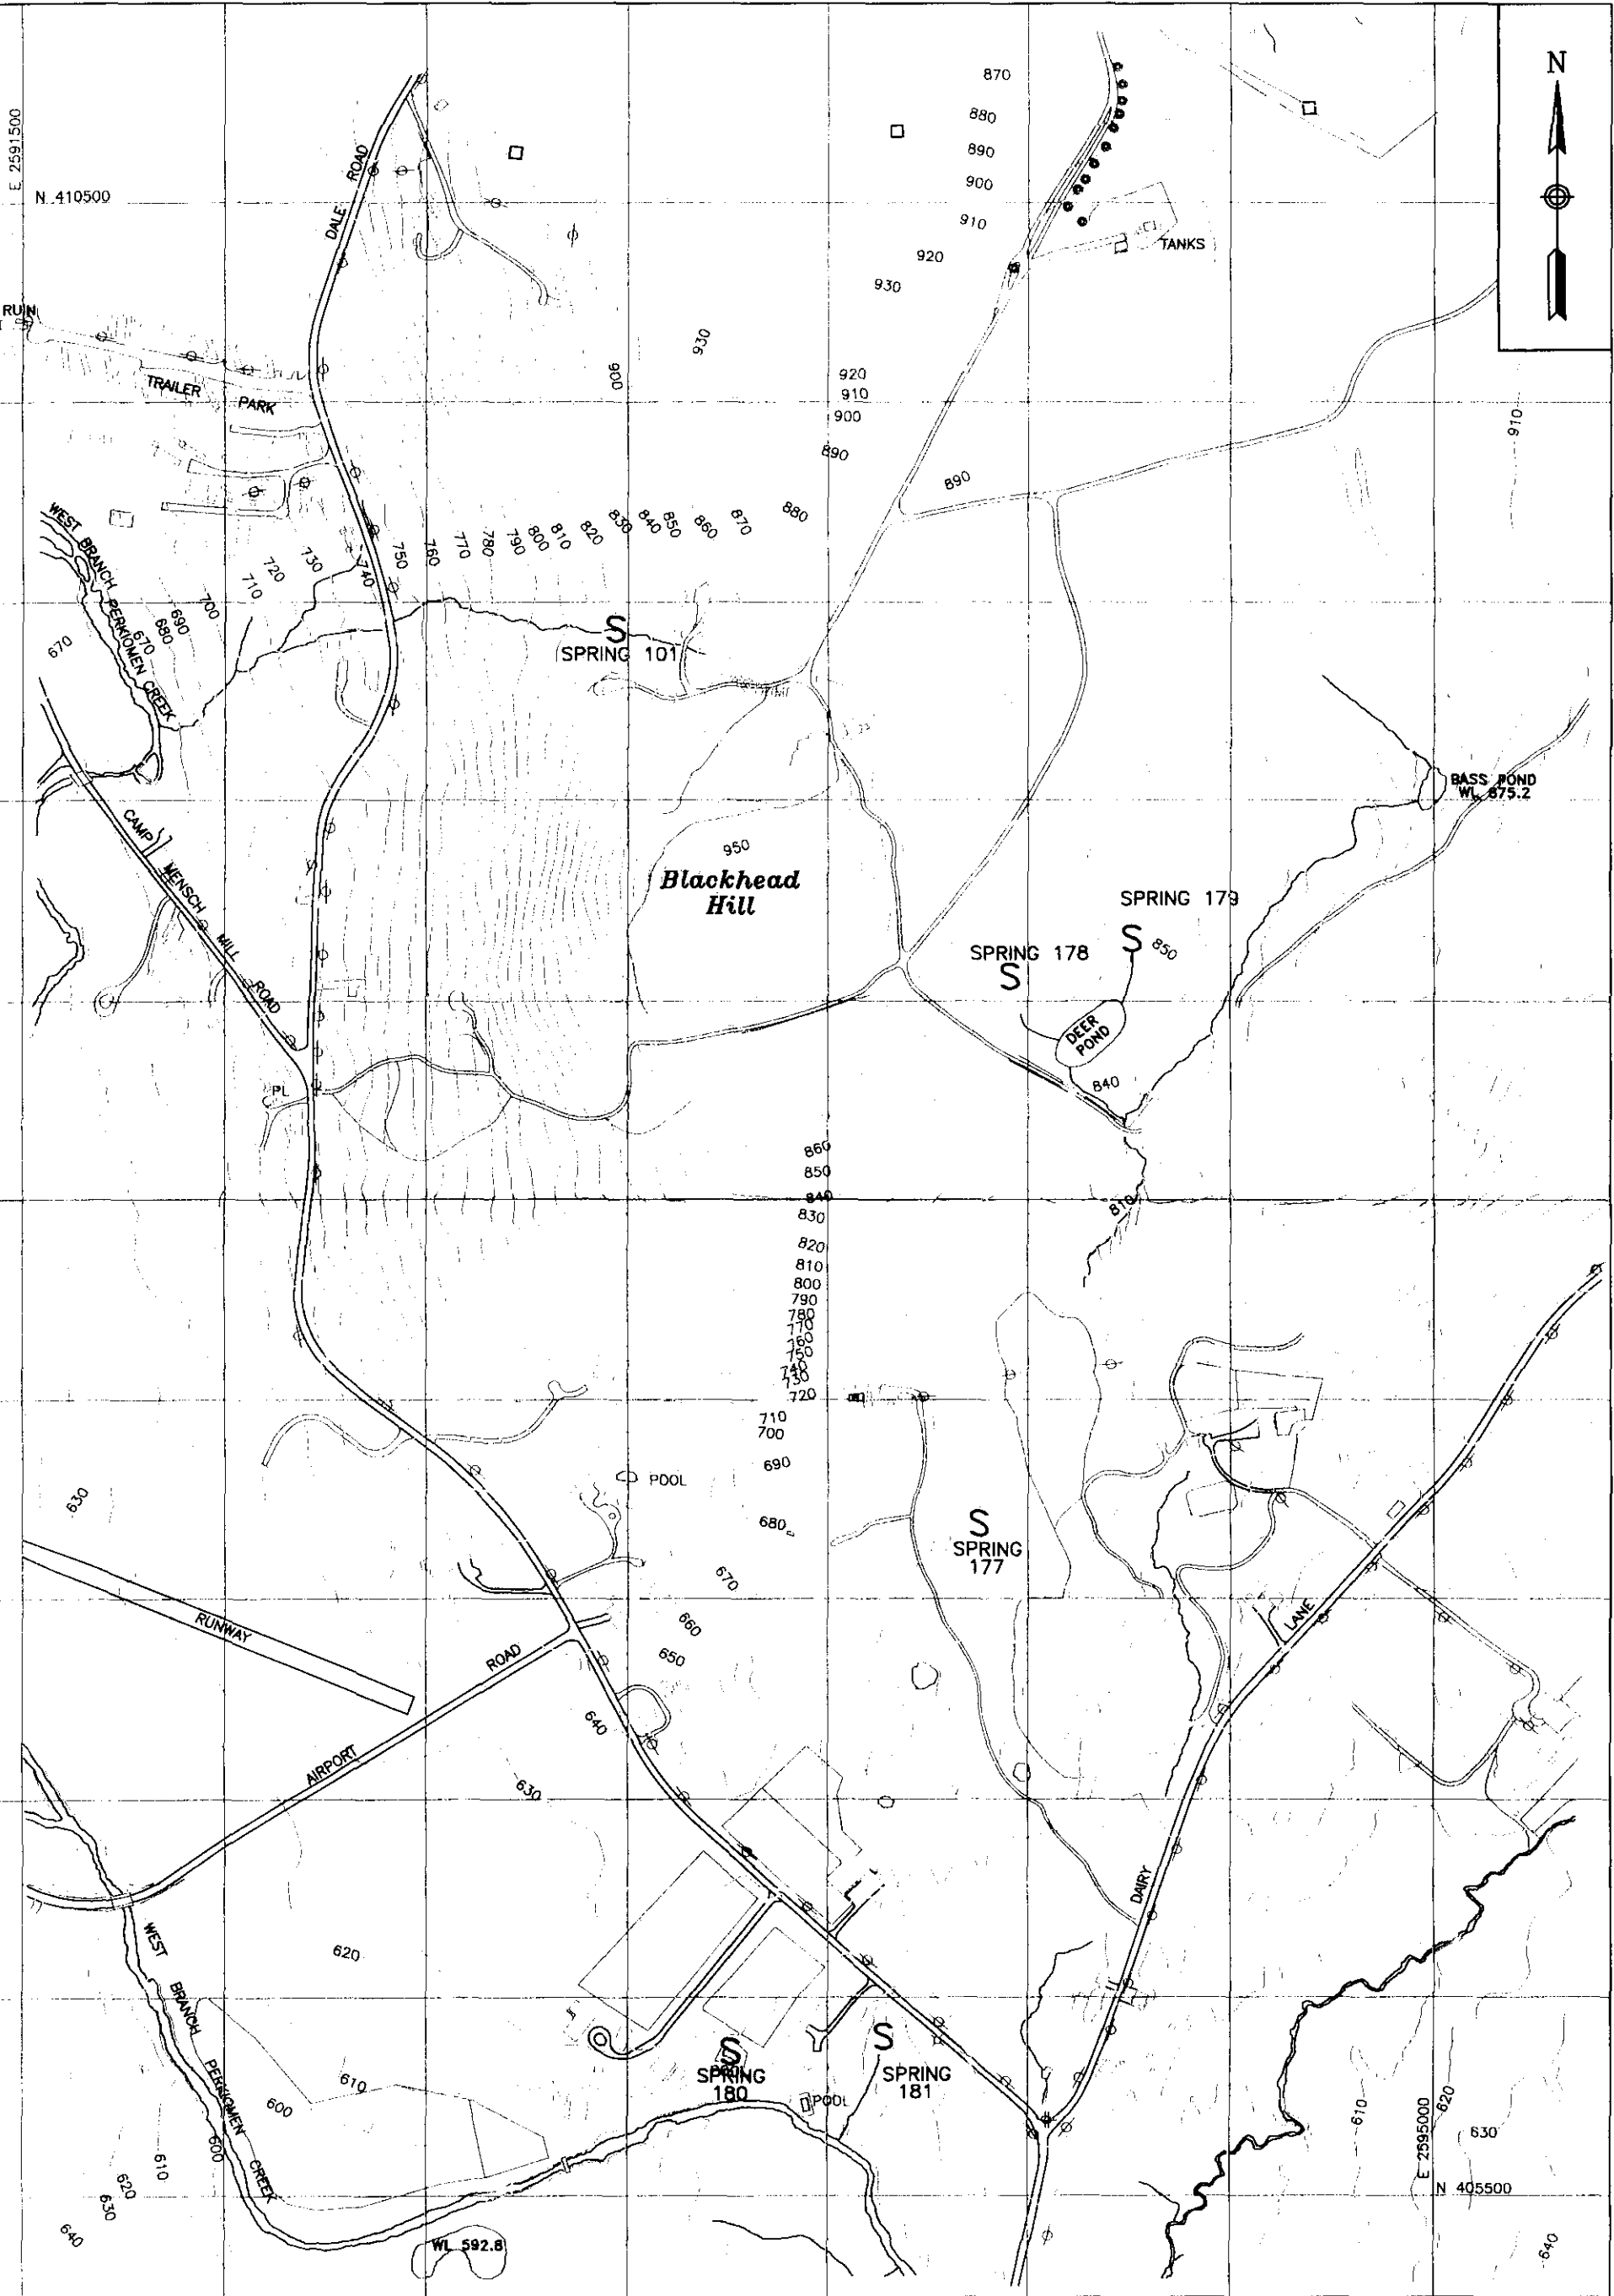 N
E 2591500
N 410500
870
880
890
900
910
920
930
TANKS
DALE ROAD
RUIN
TRAILER PARK
900
930
920
910
900
890
890
910
WEST BRANCH PERKIOMEN CREEK
670
670
680
690
700
710
720
730
740
750
760
770
780
790
800
810
820
830
840
850
860
870
880
S
SPRING 101
BASS POND
WL 875.2
CAMP MENSCH MILL ROAD
950
Blackhead
Hill
SPRING 179
S
850
SPRING 178
S
DEER
POND
840
PL
860
850
840
830
820
810
800
790
780
770
760
750
740
730
720
710
700
690
680
670
660
650
640
630
810
POOL
630
S
SPRING
177
RUNWAY
AIRPORT ROAD
DAIRY LANE
WEST BRANCH PERKIOMEN CREEK
620
610
600
600
610
620
630
640
S
POOL
SPRING
180
S
SPRING
181
POOL
WL 592.8
610
620
630
640
E 2595000
N 405500